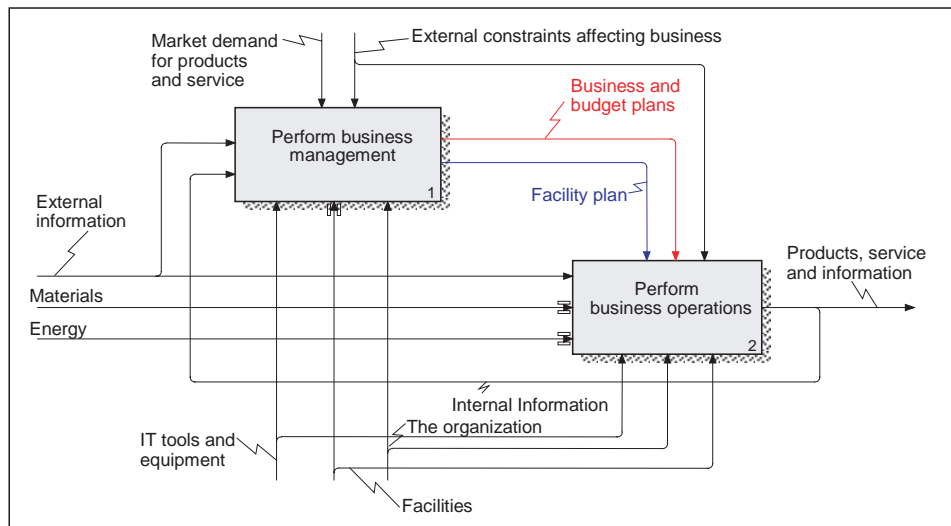 Market demand
for products
and service
External constraints affecting business
Business and
budget plans
Perform business
management
1
Facility plan
External
information
Products, service
and information
Materials
Perform
business operations
Energy
2
Internal Information
The organization
IT tools and
equipment
Facilities